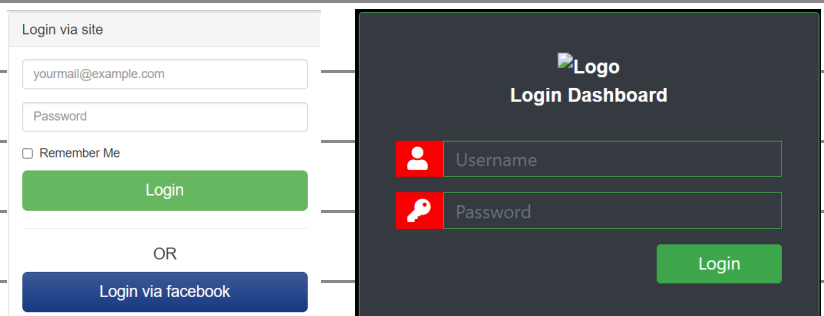 Login via site
yourmail@example.com
Password
Remember Me
Login
OR
Login via facebook
Logo
Login Dashboard
Username
Password
Login